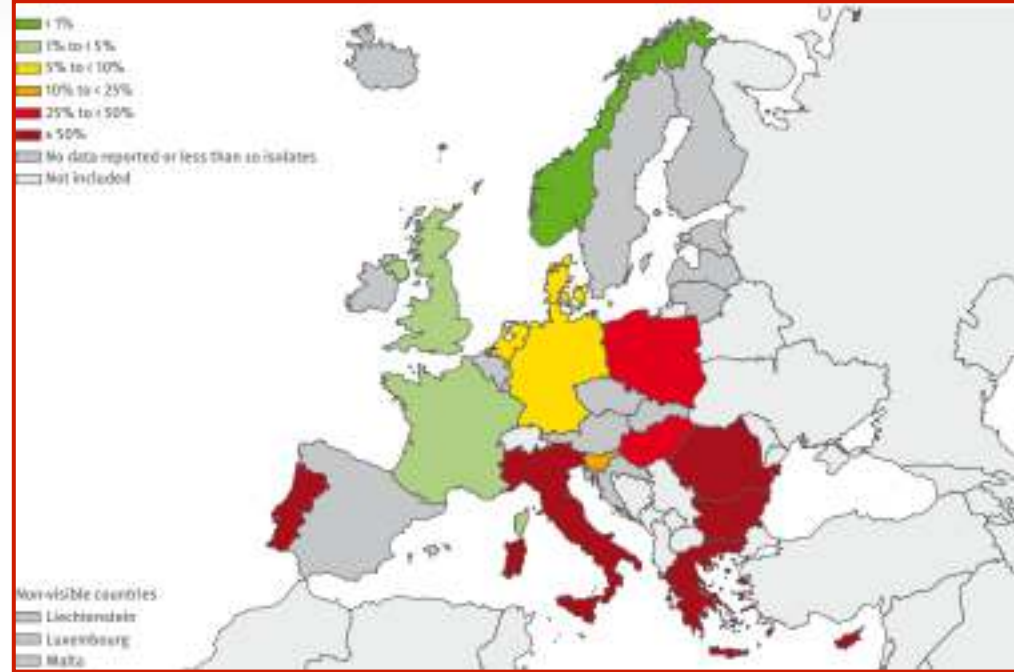 < 1%
1% to < 5%
5% to < 10%
10% to < 25%
25% to < 50%
≥ 50%
No data reported or less than 10 isolates
Not included
Non-visible countries
Liechtenstein
Luxembourg
Malta